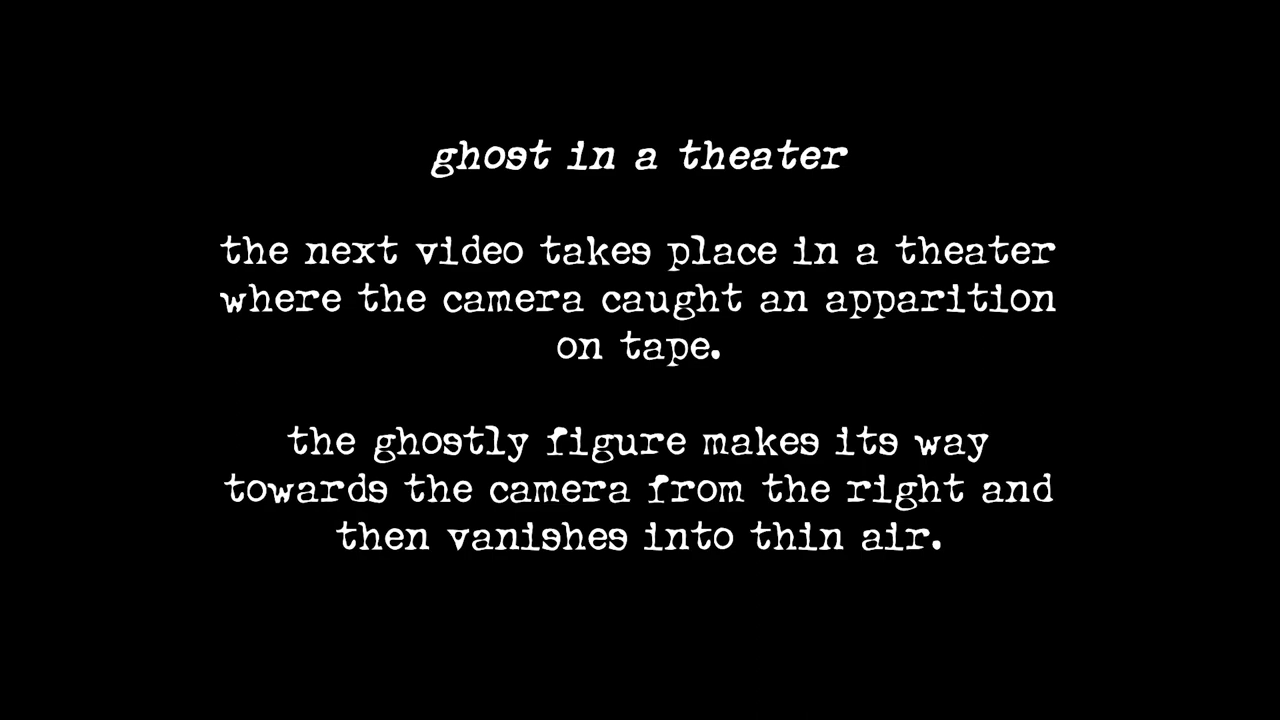 ghost in a theater
the next video takes place in a theater
where the camera caught an apparition
on tape.
the ghostly figure makes its way
towards the camera from the right and
then vanishes into thin air.